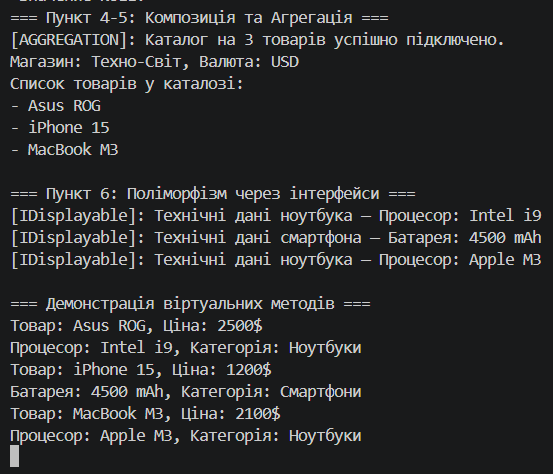 === Пункт 4-5: Композиція та Агрегація ===
[AGGREGATION]: Каталог на 3 товарів успішно підключено.
Магазин: Техно-Світ, Валюта: USD
Список товарів у каталозі:
- Asus ROG
- iPhone 15
- MacBook M3
=== Пункт 6: Поліморфізм через інтерфейси ===
[IDisplayable]: Технічні дані ноутбука — Процесор: Intel i9
[IDisplayable]: Технічні дані смартфона — Батарея: 4500 mAh
[IDisplayable]: Технічні дані ноутбука — Процесор: Apple M3
=== Демонстрація віртуальних методів ===
Товар: Asus ROG, Ціна: 2500$
Процесор: Intel i9, Категорія: Ноутбуки
Товар: iPhone 15, Ціна: 1200$
Батарея: 4500 mAh, Категорія: Смартфони
Товар: MacBook M3, Ціна: 2100$
Процесор: Apple M3, Категорія: Ноутбуки